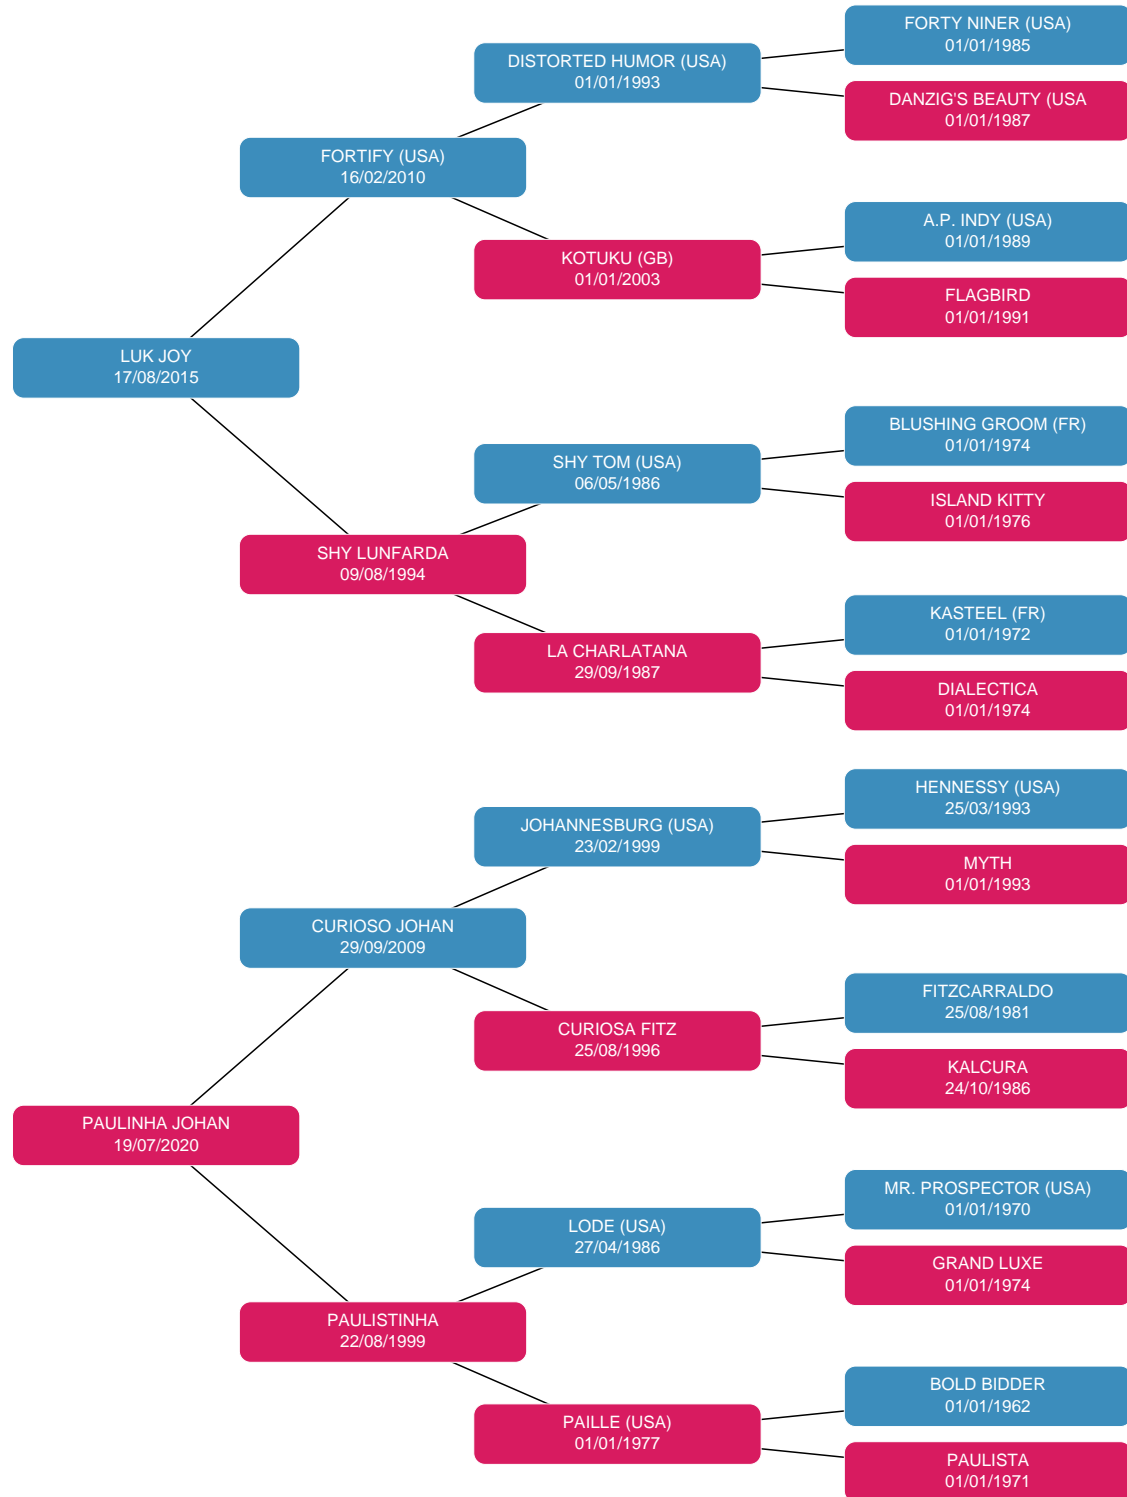 FORTY NINER (USA)
01/01/1985
DISTORTED HUMOR (USA)
01/01/1993
DANZIG'S BEAUTY (USA
01/01/1987
FORTIFY (USA)
16/02/2010
A.P. INDY (USA)
01/01/1989
KOTUKU (GB)
01/01/2003
FLAGBIRD
01/01/1991
LUK JOY
17/08/2015
BLUSHING GROOM (FR)
01/01/1974
SHY TOM (USA)
06/05/1986
ISLAND KITTY
01/01/1976
SHY LUNFARDA
09/08/1994
KASTEEL (FR)
01/01/1972
LA CHARLATANA
29/09/1987
DIALECTICA
01/01/1974
HENNESSY (USA)
25/03/1993
JOHANNESBURG (USA)
23/02/1999
MYTH
01/01/1993
CURIOSO JOHAN
29/09/2009
FITZCARRALDO
25/08/1981
CURIOSA FITZ
25/08/1996
KALCURA
24/10/1986
PAULINHA JOHAN
19/07/2020
MR. PROSPECTOR (USA)
01/01/1970
LODE (USA)
27/04/1986
GRAND LUXE
01/01/1974
PAULISTINHA
22/08/1999
BOLD BIDDER
01/01/1962
PAILLE (USA)
01/01/1977
PAULISTA
01/01/1971